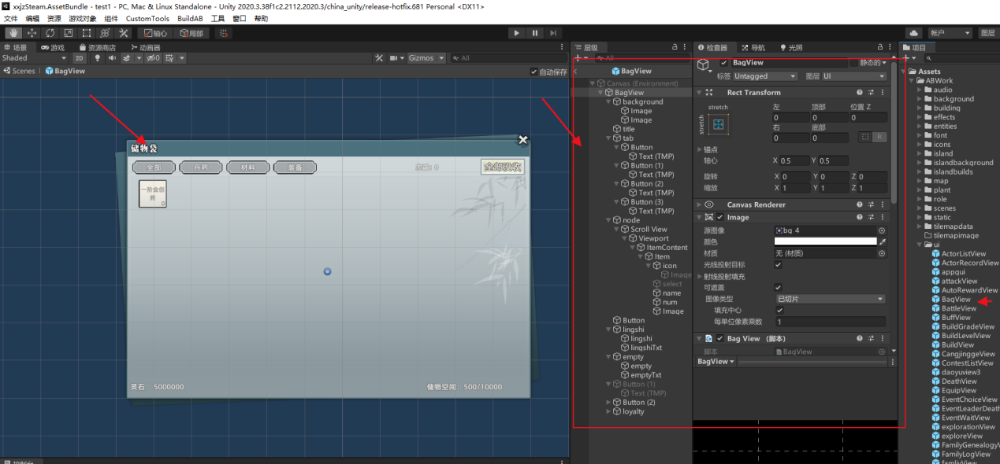 xxjzSteam.AssetBundle - test1 - PC, Mac & Linux Standalone - Unity 2020.3.38f1c2.2112.2020.3/china_unity/release-hotfix.681 Personal <DX11>
文件 编辑 资源 游戏对象 组件 CustomTools BuildAB 工具 窗口 帮助
轴心 局部 帐户 图层
场景 游戏 资源商店 动画器
Shaded 2D 0 Gizmos All
Scenes BagView 自动保存
储物袋
全部 丹药 材料 装备
全部没收
一阶金创药
0
灵石: 5000000
储物空间: 500/10000
层级
All
BagView
Canvas (Environment)
BagView
background
Image
Image
title
tab
Button
Text (TMP)
Button (1)
Text (TMP)
Button (2)
Text (TMP)
Button (3)
Text (TMP)
node
Scroll View
Viewport
ItemContent
Item
icon
Image
select
name
num
Image
Button
lingshi
lingshi
lingshiTxt
empty
empty
emptyTxt
Button (1)
Text (TMP)
Button (2)
loyalty
检查器 导航 光照
BagView 静态的
标签 Untagged 图层 UI
Rect Transform
stretch
stretch
左 顶部 位置 Z
0 0 0
右 底部
0 0 R
锚点
轴心 X 0.5 Y 0.5
旋转 X 0 Y 0 Z 0
缩放 X 1 Y 1 Z 1
Canvas Renderer
Image
源图像 bg_4
颜色
材质 无 (材质)
光线投射目标
射线投射填充
可遮盖
图像类型 已切片
填充中心
每单位像素乘数 1
Bag View (脚本)
脚本 BagView
BagView
项目
Assets
ABWork
audio
background
building
effects
entities
font
icons
island
islandbackground
islandbuilds
map
plant
role
scenes
static
tilemapdata
tilemapimage
ui
ActorListView
ActorRecordView
appgui
attackView
AutoRewardView
BagView
BattleView
BuffView
BuildGradeView
BuildLevelView
BuildView
CangjinggeView
ContestListView
daoyuview3
DeathView
EquipView
EventChoiceView
EventLeaderDeath
EventWaitView
explorationView
exploreView
FamilyGenealogyV
FamilyLogView